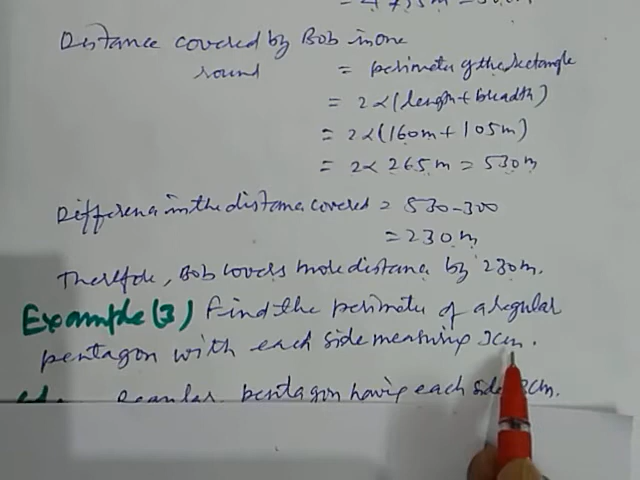 Distance covered by Bob in one
round = perimeter of the rectangle
= 2 × (length + breadth)
= 2 × (160m + 105m)
= 2 × 265m = 530m
Difference in the distance covered = 530 - 300
= 230m
Therefore, Bob covers more distance by 230m.
Example (3) Find the perimeter of a regular
pentagon with each side measuring 3cm.
Regular pentagon having each side 3cm.